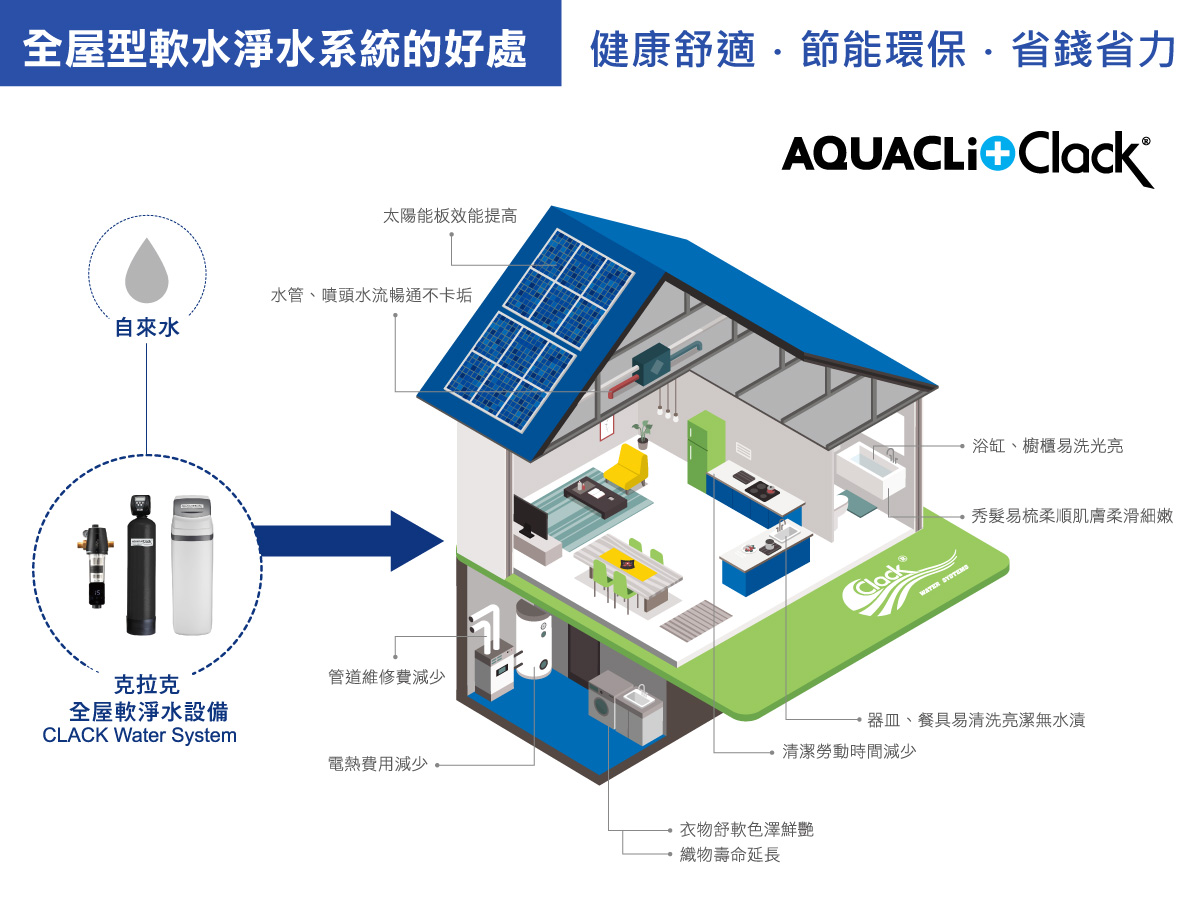 全屋型軟水淨水系統的好處
健康舒適．節能環保．省錢省力
AQUACLi+Clack®
太陽能板效能提高
水管、噴頭水流暢通不卡垢
自來水
浴缸、櫥櫃易洗光亮
秀髮易梳柔順肌膚柔滑細嫩
Clack®
WATER SYSTEMS
管道維修費減少
克拉克
全屋軟淨水設備
CLACK Water System
器皿、餐具易清洗亮潔無水漬
清潔勞動時間減少
電熱費用減少
衣物舒軟色澤鮮艷
織物壽命延長